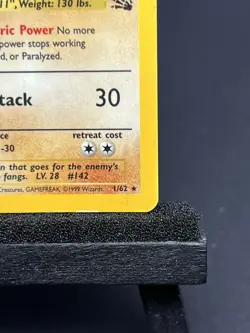 11", Weight: 130 lbs.
ric Power No more
power stops working
d, or Paralyzed.
tack 30
ce retreat cost
-30
n that goes for the enemy's
fangs. LV. 28 #142
Creatures, GAMEFREAK. ©1999 Wizards. 1/62